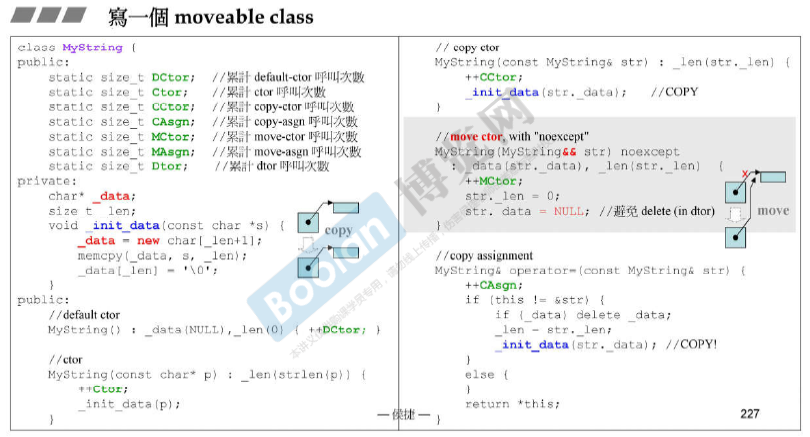 寫一個 moveable class
class MyString {
public:
static size_t DCtor; //累計 default-ctor 呼叫次數
static size_t Ctor; //累計 ctor 呼叫次數
static size_t CCtor; //累計 copy-ctor 呼叫次數
static size_t CAsgn; //累計 copy-asgn 呼叫次數
static size_t MCtor; //累計 move-ctor 呼叫次數
static size_t MAsgn; //累計 move-asgn 呼叫次數
static size_t Dtor; //累計 dtor 呼叫次數
private:
char* _data;
size_t _len;
void _init_data(const char *s) {
_data = new char[_len+1];
memcpy(_data, s, _len);
_data[_len] = '\0';
}
copy
public:
//default ctor
MyString() : _data(NULL),_len(0) { ++DCtor; }
//ctor
MyString(const char* p) : _len(strlen(p)) {
++Ctor;
_init_data(p);
}
// copy ctor
MyString(const MyString& str) : _len(str._len) {
++CCtor;
_init_data(str._data); //COPY
}
//move ctor, with "noexcept"
MyString(MyString&& str) noexcept
: _data(str._data), _len(str._len) {
++MCtor;
str._len = 0;
str._data = NULL; //避免 delete (in dtor)
}
x
move
//copy assignment
MyString& operator=(const MyString& str) {
++CAsgn;
if (this != &str) {
if (_data) delete _data;
_len = str._len;
_init_data(str._data); //COPY!
}
else {
}
return *this;
}
— 侯捷 —
227
Boolan 博览网